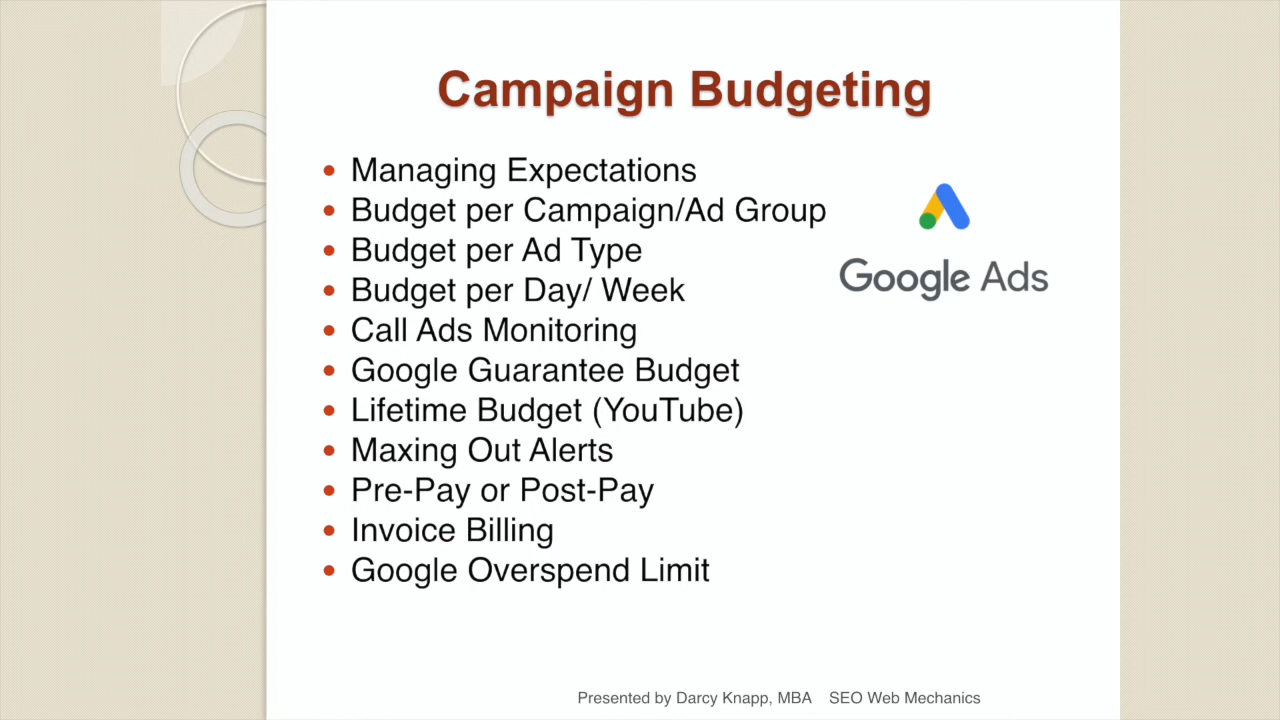 Campaign Budgeting
• Managing Expectations
• Budget per Campaign/Ad Group
• Budget per Ad Type
• Budget per Day/ Week
• Call Ads Monitoring
• Google Guarantee Budget
• Lifetime Budget (YouTube)
• Maxing Out Alerts
• Pre-Pay or Post-Pay
• Invoice Billing
• Google Overspend Limit
Google Ads
Presented by Darcy Knapp, MBA SEO Web Mechanics